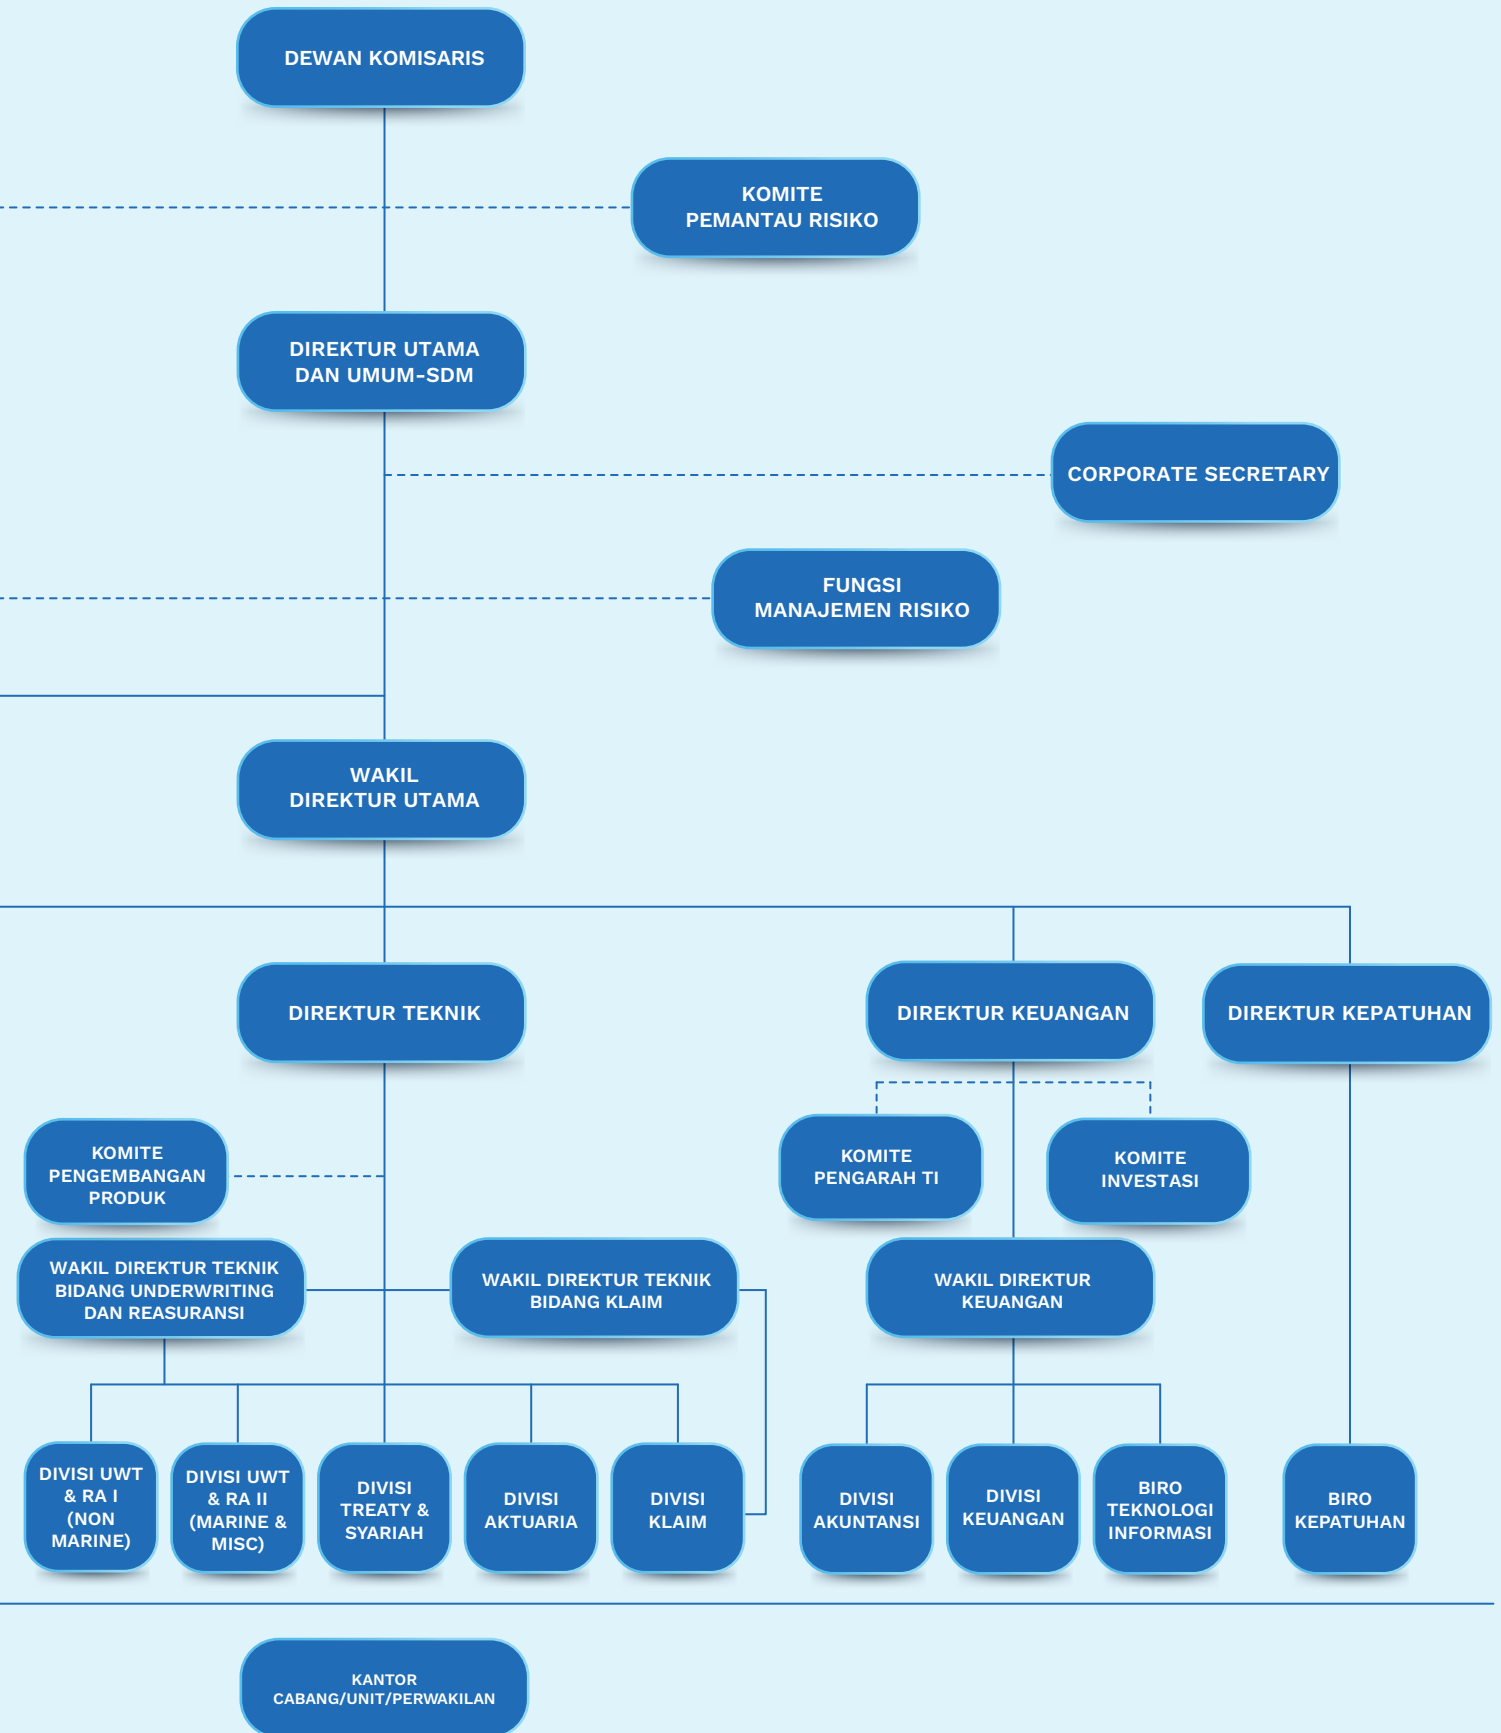 DEWAN KOMISARIS
KOMITE
PEMANTAU RISIKO
DIREKTUR UTAMA
DAN UMUM-SDM
CORPORATE SECRETARY
FUNGSI
MANAJEMEN RISIKO
WAKIL
DIREKTUR UTAMA
DIREKTUR TEKNIK
DIREKTUR KEUANGAN
DIREKTUR KEPATUHAN
KOMITE
PENGEMBANGAN
PRODUK
KOMITE
PENGARAH TI
KOMITE
INVESTASI
WAKIL DIREKTUR TEKNIK
BIDANG UNDERWRITING
DAN REASURANSI
WAKIL DIREKTUR TEKNIK
BIDANG KLAIM
WAKIL DIREKTUR
KEUANGAN
DIVISI UWT
& RA I
(NON
MARINE)
DIVISI UWT
& RA II
(MARINE &
MISC)
DIVISI
TREATY &
SYARIAH
DIVISI
AKTUARIA
DIVISI
KLAIM
DIVISI
AKUNTANSI
DIVISI
KEUANGAN
BIRO
TEKNOLOGI
INFORMASI
BIRO
KEPATUHAN
KANTOR
CABANG/UNIT/PERWAKILAN